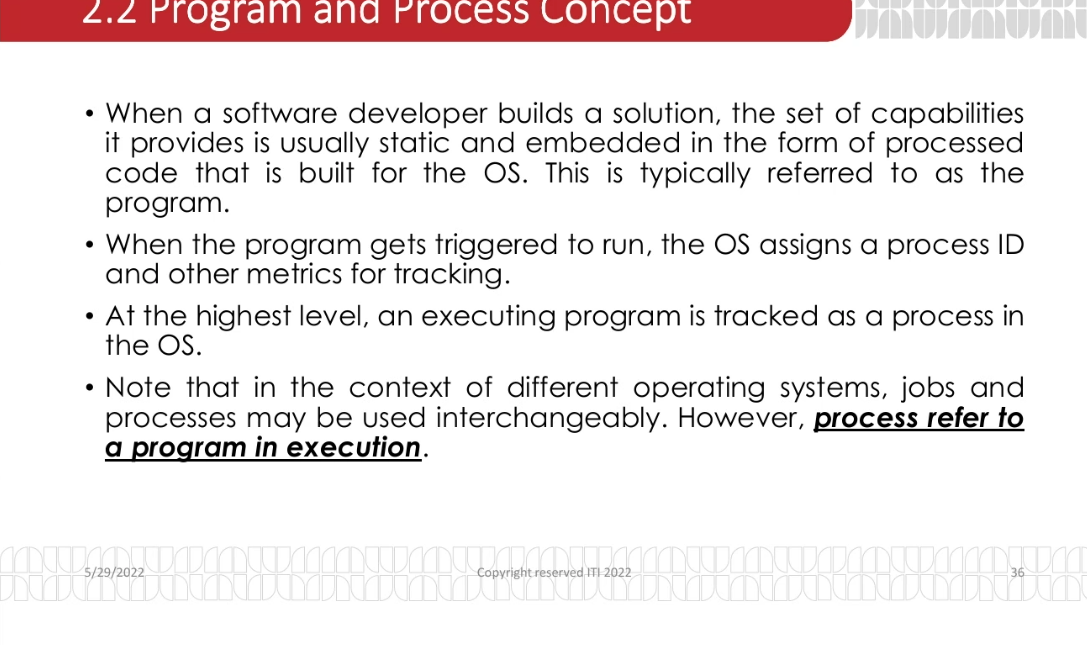 2.2 Program and Process Concept
• When a software developer builds a solution, the set of capabilities
it provides is usually static and embedded in the form of processed
code that is built for the OS. This is typically referred to as the
program.
• When the program gets triggered to run, the OS assigns a process ID
and other metrics for tracking.
• At the highest level, an executing program is tracked as a process in
the OS.
• Note that in the context of different operating systems, jobs and
processes may be used interchangeably. However, process refer to
a program in execution.
5/29/2022
Copyright reserved ITI 2022
36